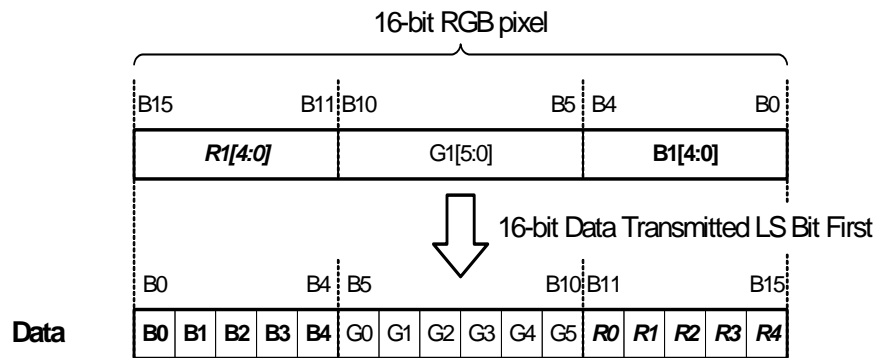 16-bit RGB pixel
B15 B11 B10 B5 B4 B0
R1[4:0] G1[5:0] B1[4:0]
16-bit Data Transmitted LS Bit First
B0 B4 B5 B10 B11 B15
Data B0 B1 B2 B3 B4 G0 G1 G2 G3 G4 G5 R0 R1 R2 R3 R4